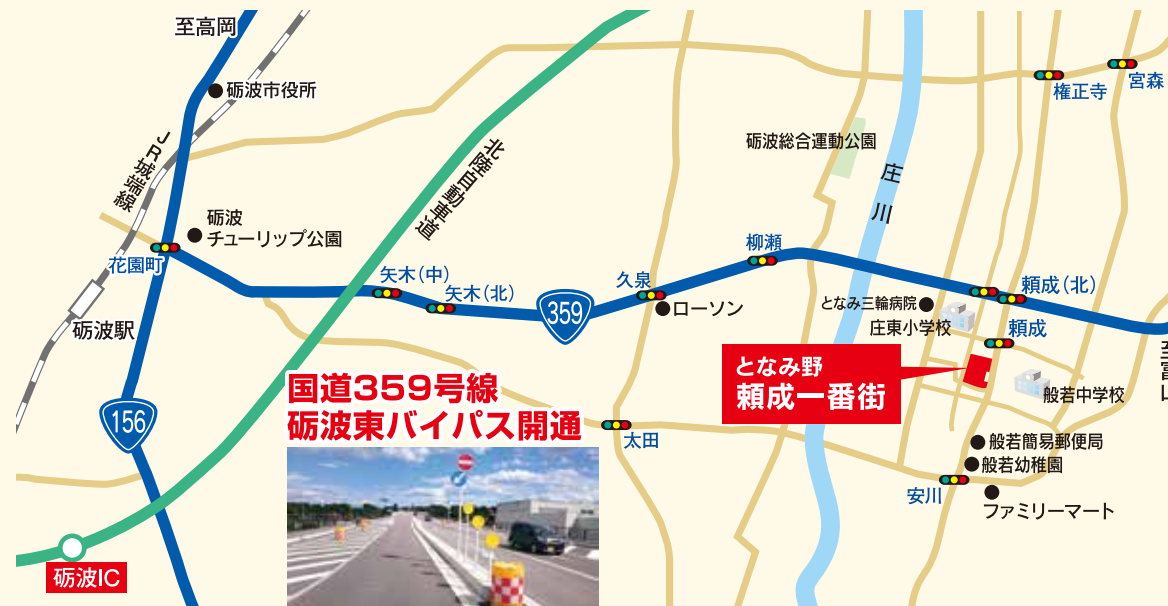 至高岡
砺波市役所
JR城端線
北陸自動車道
砺波総合運動公園
庄川
権正寺
宮森
砺波
チューリップ公園
花園町
砺波駅
矢木(中)
矢木(北)
359
久泉
ローソン
柳瀬
となみ三輪病院
庄東小学校
頼成(北)
頼成
至富山
となみ野
頼成一番街
般若中学校
156
国道359号線
砺波東バイパス開通
太田
般若簡易郵便局
般若幼稚園
安川
ファミリーマート
砺波IC